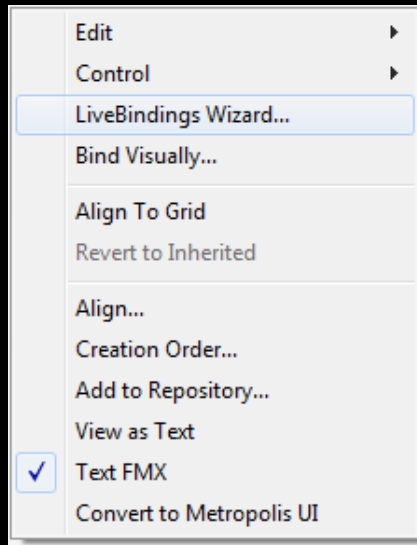 Edit
Control
LiveBindings Wizard...
Bind Visually...
Align To Grid
Revert to Inherited
Align...
Creation Order...
Add to Repository...
View as Text
Text FMX
Convert to Metropolis UI